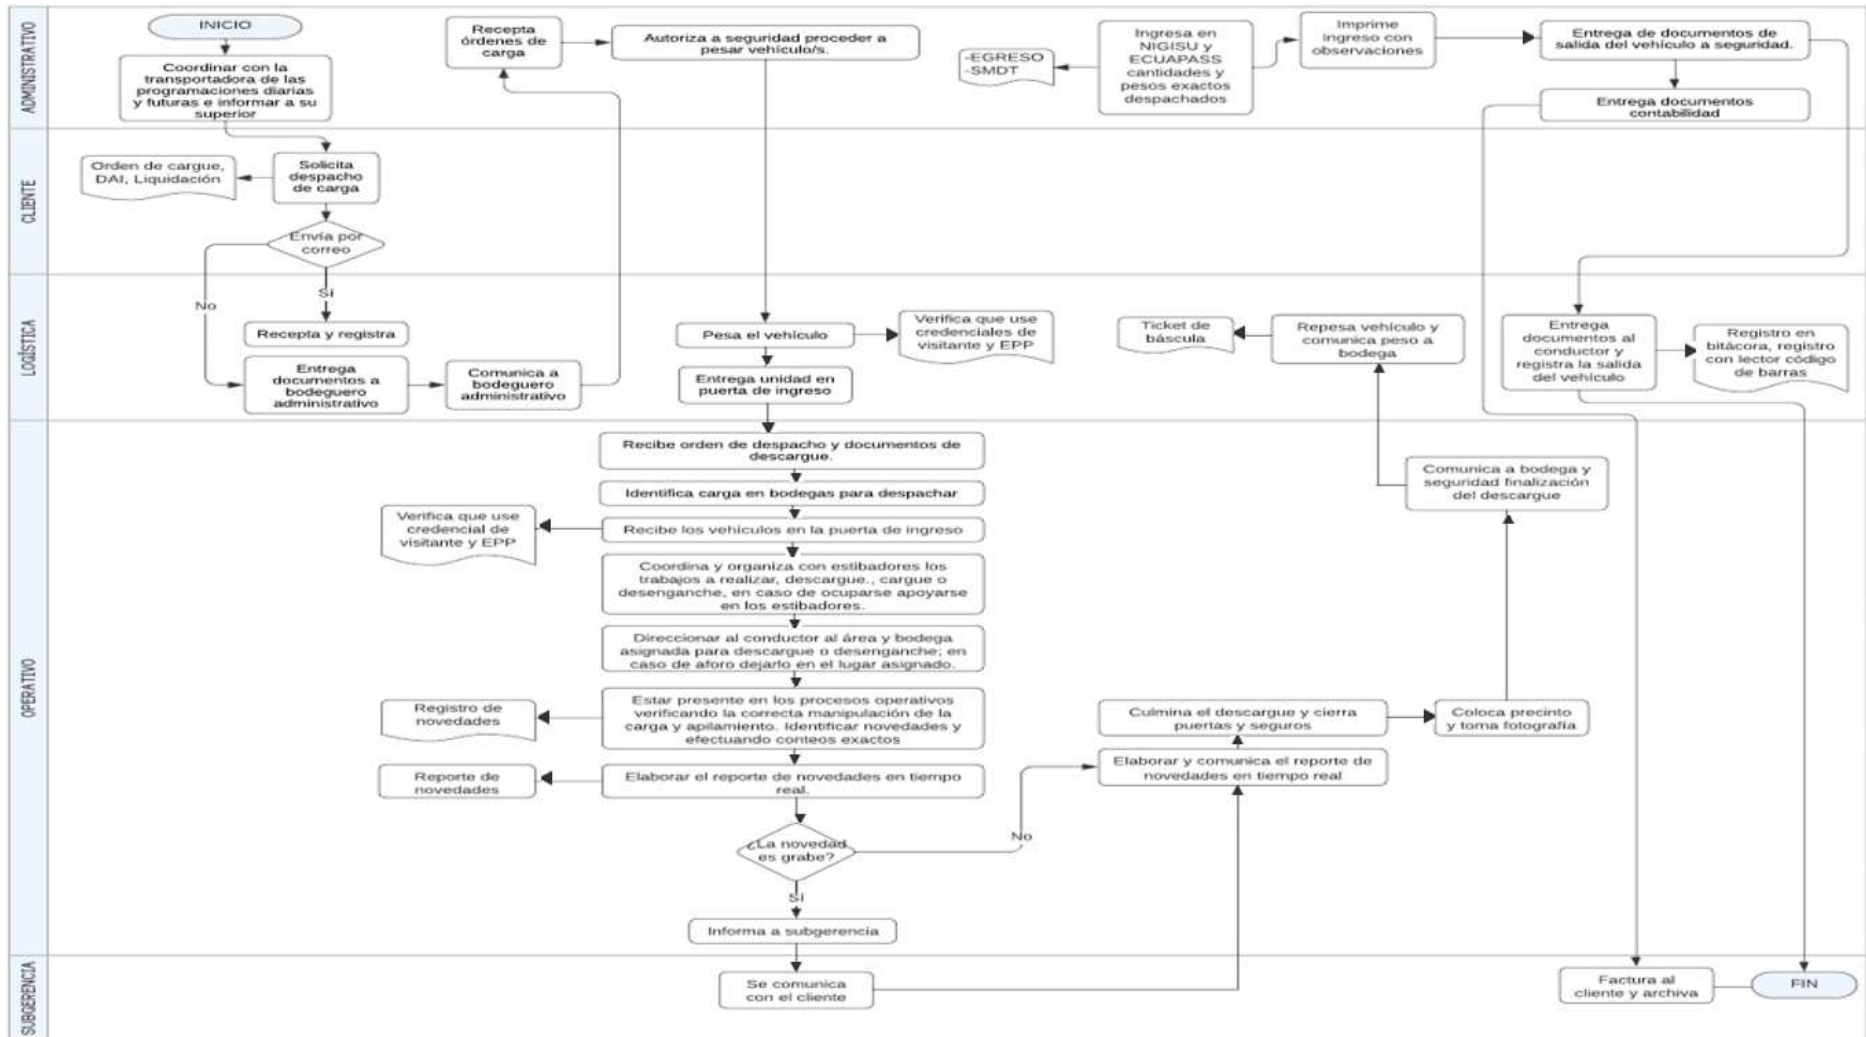 ADMINISTRATIVO
INICIO
Coordinar con la
transportadora de las
programaciones diarias
y futuras e informar a su
superior
Recepta
órdenes de
carga
Autoriza a seguridad proceder a
pesar vehículo/s.
-EGRESO
-SMDT
Ingresa en
NIGISU y
ECUAPASS
cantidades y
pesos exactos
despachados
Imprime
ingreso con
observaciones
Entrega de documentos de
salida del vehículo a seguridad.
Entrega documentos
contabilidad
CLIENTE
Orden de cargue,
DAI, Liquidación
Solicita
despacho
de carga
Envía por
correo
No
Sí
LOGÍSTICA
Recepta y registra
Entrega
documentos a
bodeguero
administrativo
Comunica a
bodeguero
administrativo
Pesa el vehículo
Verifica que use
credenciales de
visitante y EPP
Entrega unidad en
puerta de ingreso
Ticket de
báscula
Repesa vehículo y
comunica peso a
bodega
Entrega
documentos al
conductor y
registra la salida
del vehículo
Registro en
bitácora, registro
con lector código
de barras
OPERATIVO
Recibe orden de despacho y documentos de
descargue.
Identifica carga en bodegas para despachar
Verifica que use
credencial de
visitante y EPP
Recibe los vehículos en la puerta de ingreso
Coordina y organiza con estibadores los
trabajos a realizar, descargue., cargue o
desenganche, en caso de ocuparse apoyarse
en los estibadores.
Direccionar al conductor al área y bodega
asignada para descargue o desenganche; en
caso de aforo dejarlo en el lugar asignado.
Registro de
novedades
Estar presente en los procesos operativos
verificando la correcta manipulación de la
carga y apilamiento. Identificar novedades y
efectuando conteos exactos
Reporte de
novedades
Elaborar el reporte de novedades en tiempo
real.
¿La novedad
es grabe?
No
Sí
Informa a subgerencia
Comunica a bodega y
seguridad finalización
del descargue
Culmina el descargue y cierra
puertas y seguros
Coloca precinto
y toma fotografía
Elaborar y comunica el reporte de
novedades en tiempo real
SUBGERENCIA
Se comunica
con el cliente
Factura al
cliente y archiva
FIN